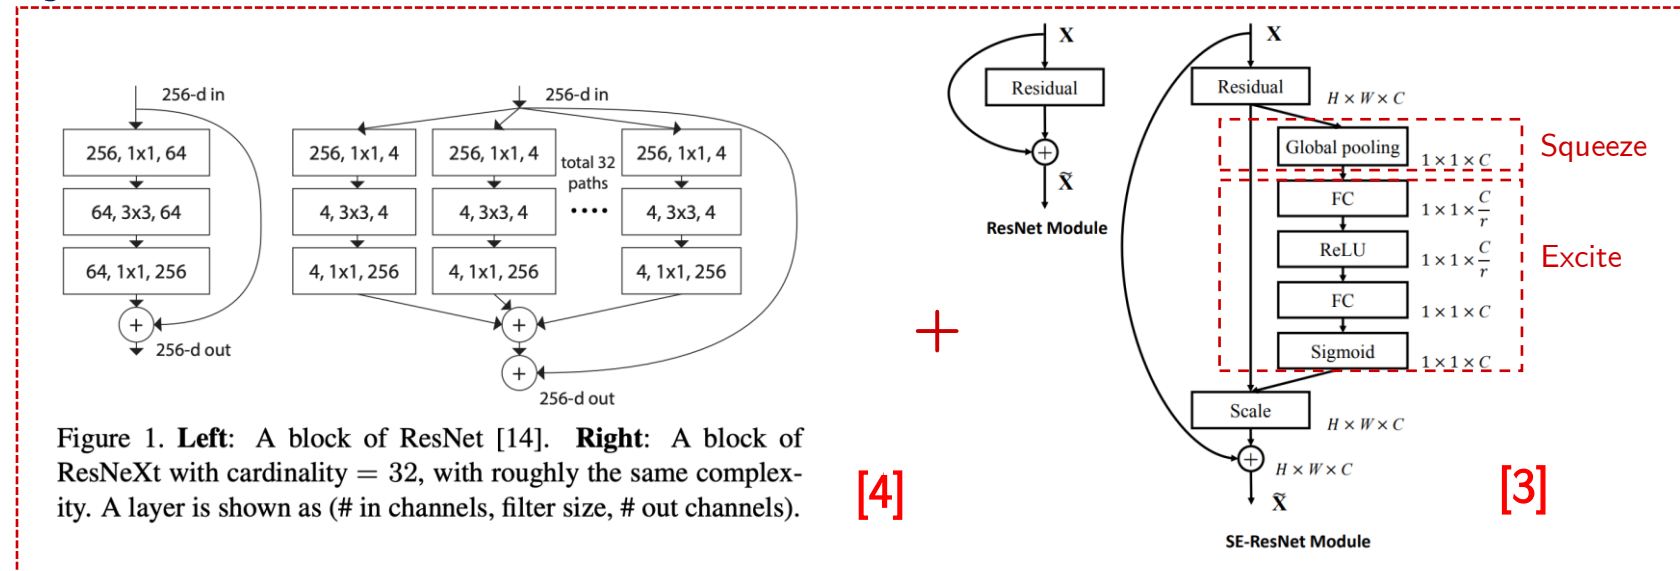 256-d in
256, 1x1, 64
64, 3x3, 64
64, 1x1, 256
+
256-d out
256-d in
256, 1x1, 4
256, 1x1, 4
total 32
paths
256, 1x1, 4
4, 3x3, 4
4, 3x3, 4
....
4, 3x3, 4
4, 1x1, 256
4, 1x1, 256
4, 1x1, 256
+
+
256-d out
Figure 1. Left: A block of ResNet [14]. Right: A block of
ResNeXt with cardinality = 32, with roughly the same complex-
ity. A layer is shown as (# in channels, filter size, # out channels).
[4]
+
X
Residual
+
X̃
ResNet Module
X
Residual
H × W × C
Global pooling
1 × 1 × C
Squeeze
FC
1 × 1 × C/r
ReLU
1 × 1 × C/r
Excite
FC
1 × 1 × C
Sigmoid
1 × 1 × C
Scale
H × W × C
+
H × W × C
X̃
SE-ResNet Module
[3]